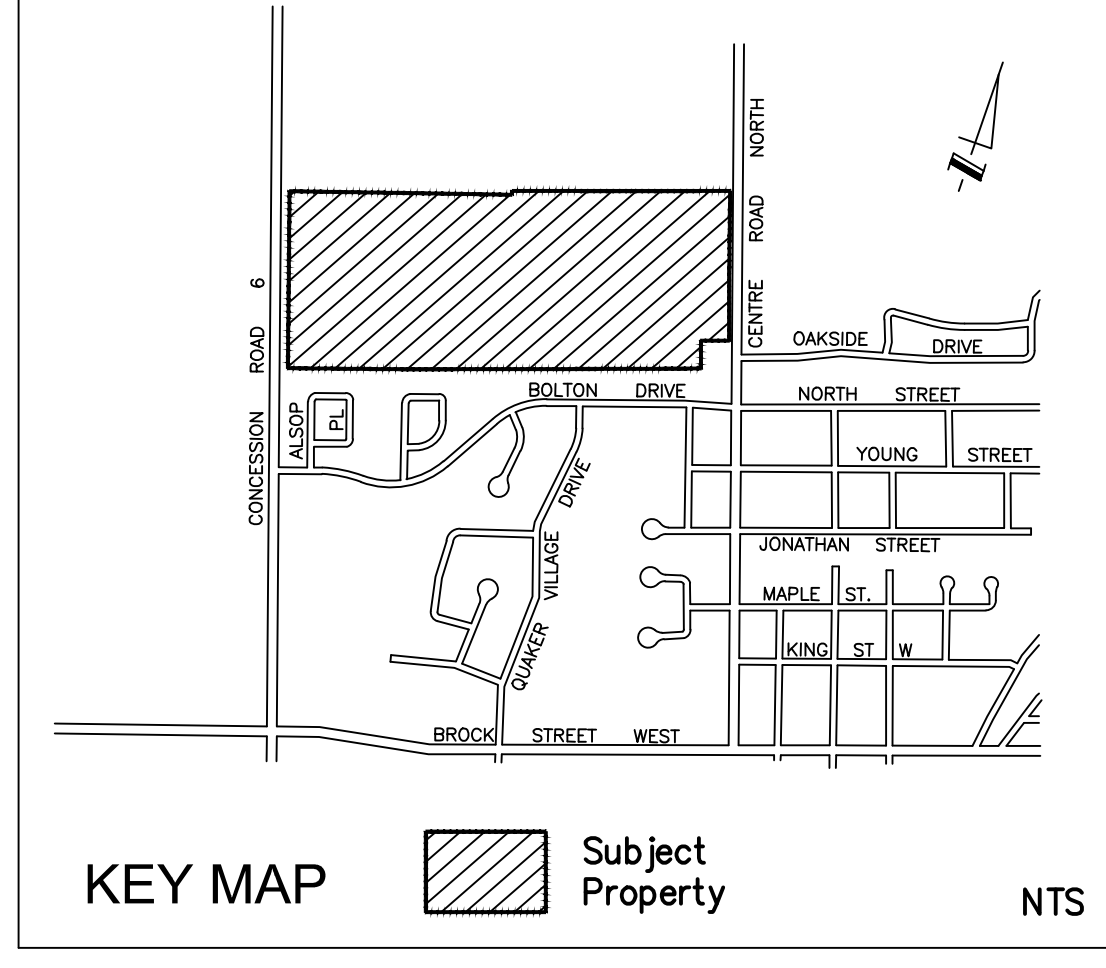 CONCESSION ROAD 6
CENTRE ROAD NORTH
OAKSIDE
DRIVE
BOLTON DRIVE
NORTH STREET
ALSOP
PL
YOUNG STREET
QUAKER VILLAGE DRIVE
JONATHAN STREET
MAPLE ST.
KING ST W
BROCK STREET WEST
KEY MAP
Subject
Property
NTS